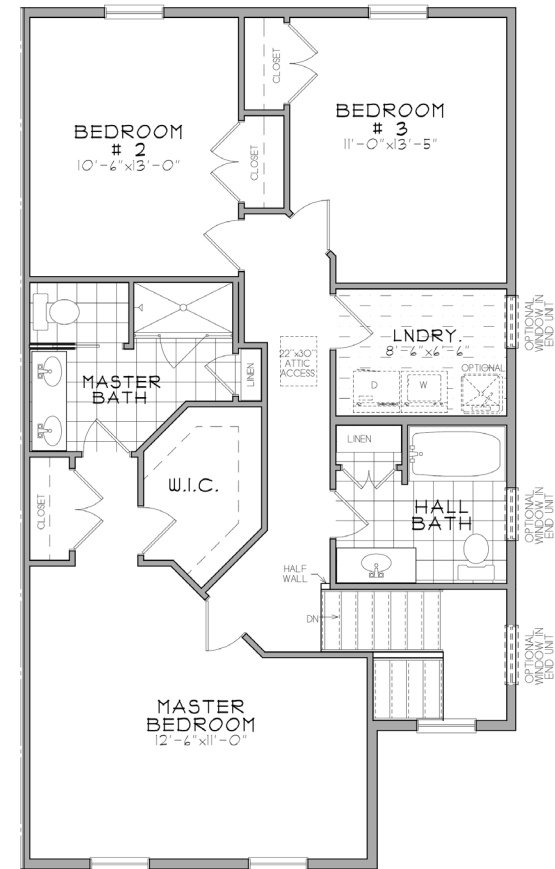 CLOSET
BEDROOM
# 3
11'-0"x13'-5"
BEDROOM
# 2
10'-6"x13'-0"
CLOSET
OPTIONAL
WINDOW IN
END UNIT
LNDRY.
8'-6"x6'-6"
22"x30"
ATTIC
ACCESS
LINEN
OPTIONAL
D
W
MASTER
BATH
LINEN
W.I.C.
CLOSET
HALL
BATH
OPTIONAL
WINDOW IN
END UNIT
HALF
WALL
DN
OPTIONAL
WINDOW IN
END UNIT
MASTER
BEDROOM
12'-6"x11'-0"